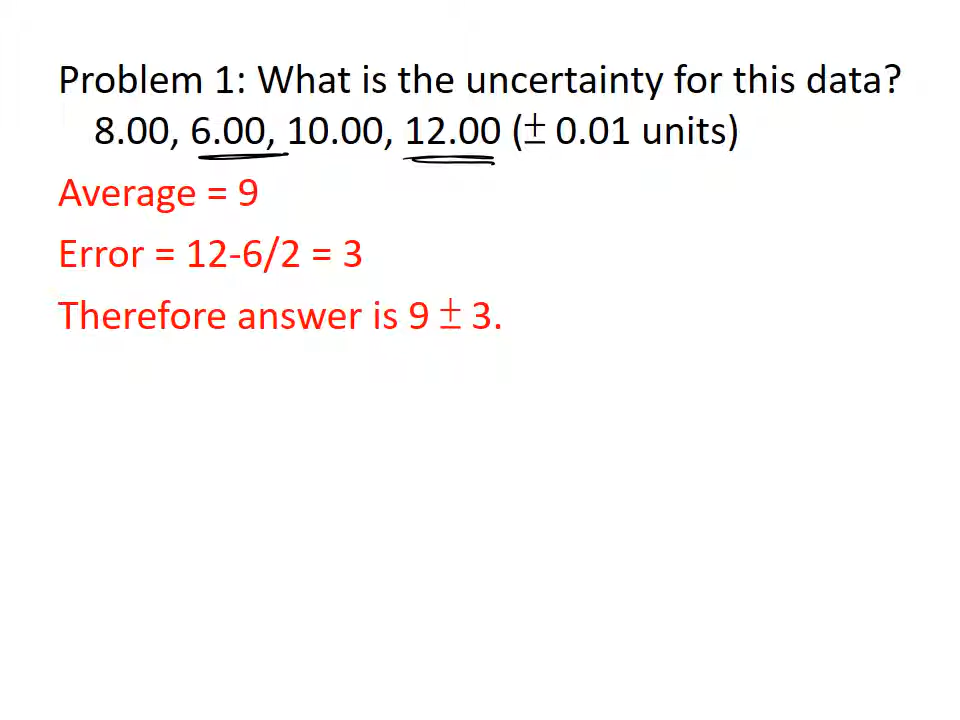 Problem 1: What is the uncertainty for this data?
8.00, 6.00, 10.00, 12.00 (± 0.01 units)
Average = 9
Error = 12-6/2 = 3
Therefore answer is 9 ± 3.